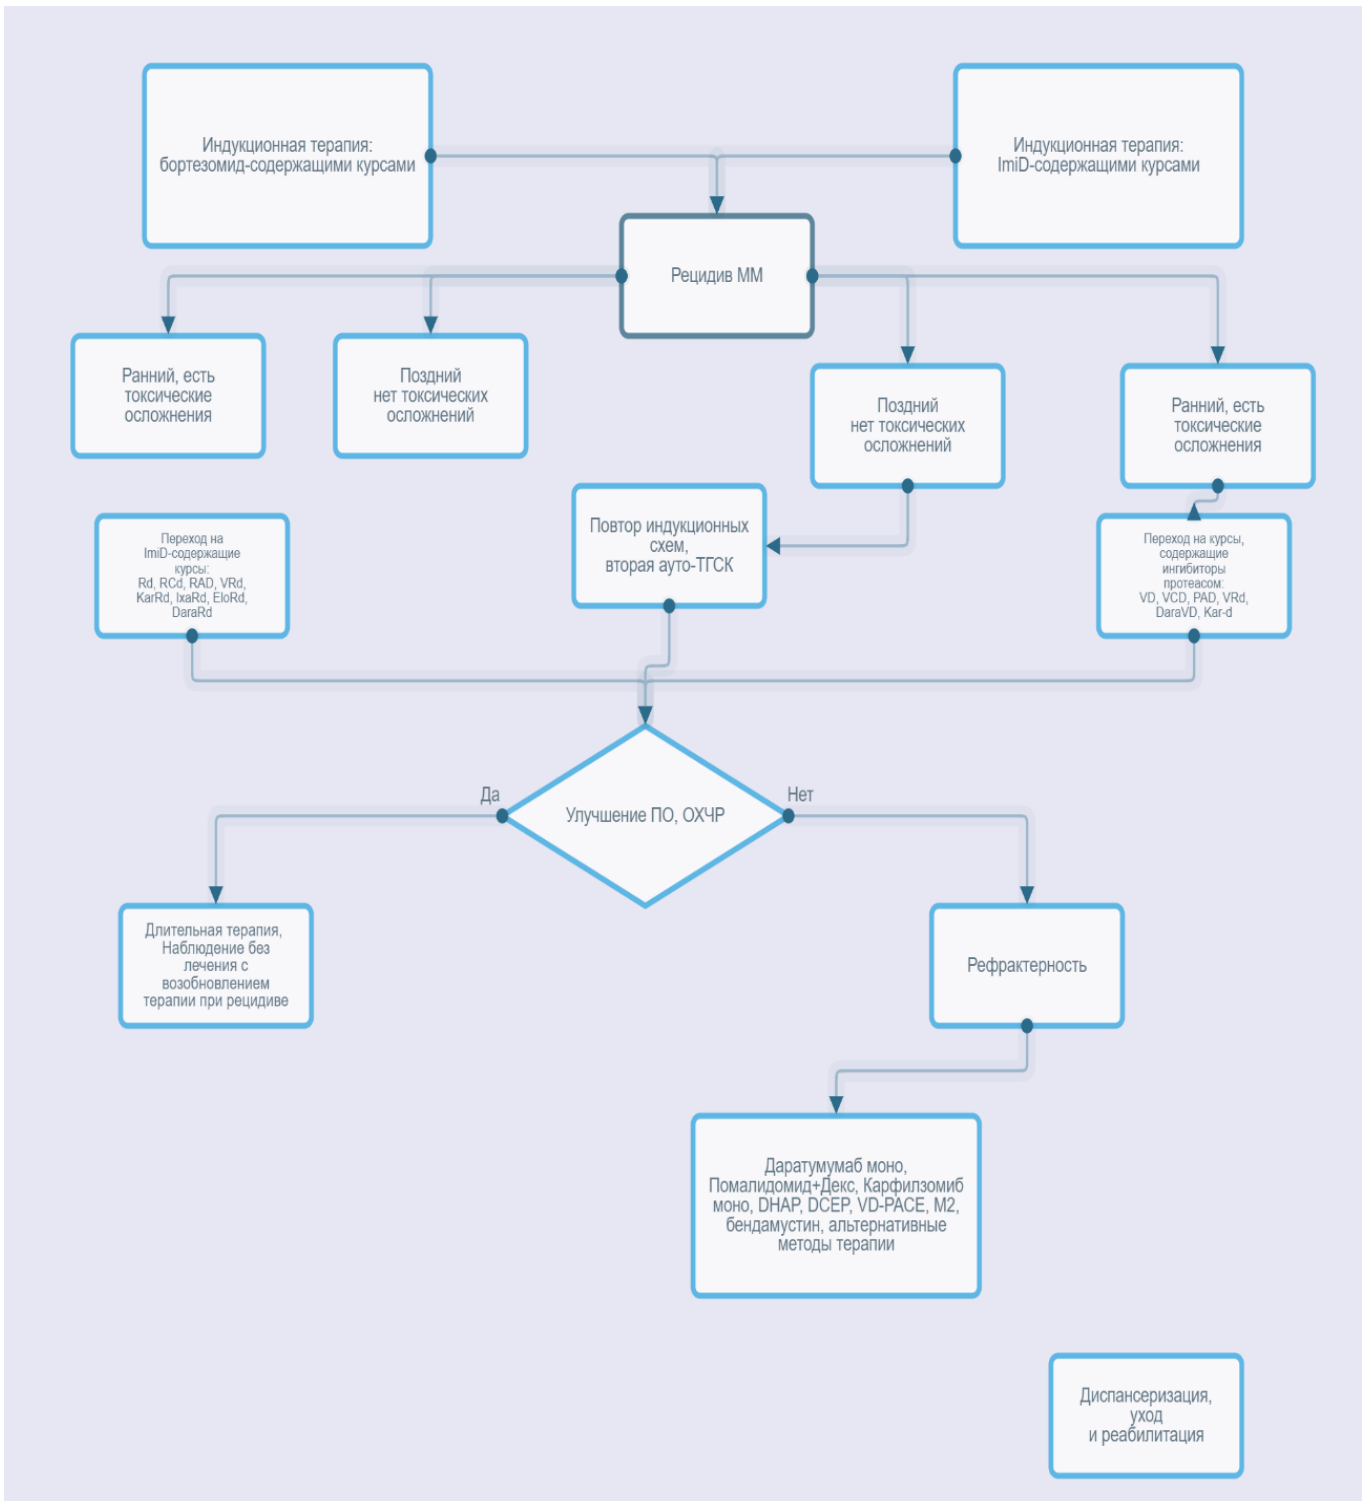 Индукционная терапия:
бортезомид-содержащими курсами
Индукционная терапия:
ImiD-содержащими курсами
Рецидив ММ
Ранний, есть
токсические
осложнения
Поздний
нет токсических
осложнений
Поздний
нет токсических
осложнений
Ранний, есть
токсические
осложнения
Переход на
ImiD-содержащие
курсы:
Rd, RCd, RAD, VRd,
KarRd, IxaRd, EloRd,
DaraRd
Повтор индукционных
схем,
вторая ауто-ТГСК
Переход на курсы,
содержащие
ингибиторы
протеасом:
VD, VCD, PAD, VRd,
DaraVD, Kar-d
Да
Улучшение ПО, ОХЧР
Нет
Длительная терапия,
Наблюдение без
лечения с
возобновлением
терапии при рецидиве
Рефрактерность
Даратумумаб моно,
Помалидомид+Декс, Карфилзомиб
моно, DHAP, DCEP, VD-PACE, M2,
бендамустин, альтернативные
методы терапии
Диспансеризация,
уход
и реабилитация